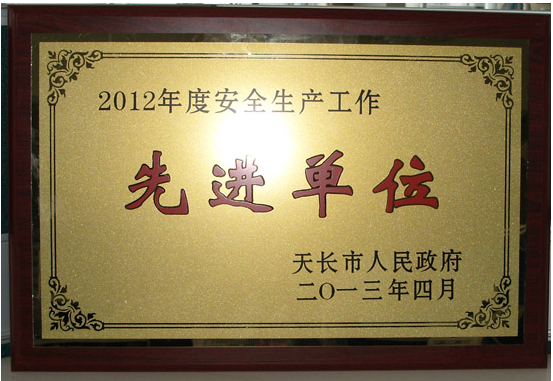 2012年度安全生产工作
先进单位
天长市人民政府
二O一三年四月